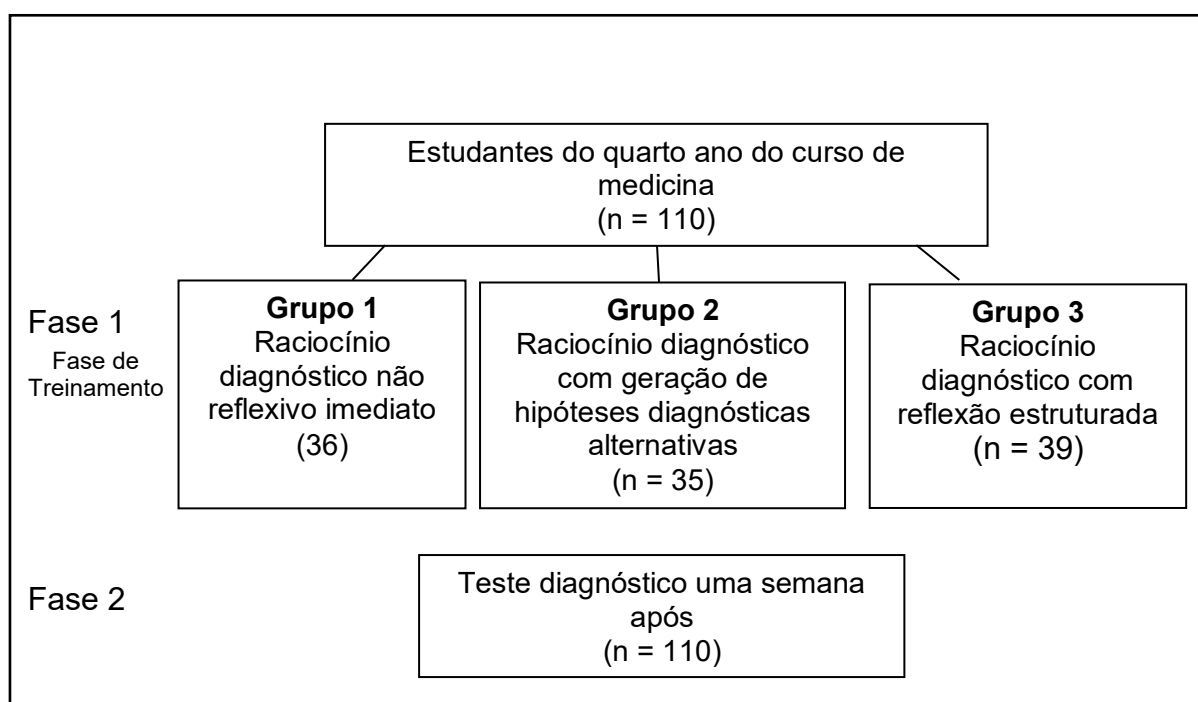 Estudantes do quarto ano do curso de
medicina
(n = 110)
Fase 1
Fase de
Treinamento
Grupo 1
Raciocínio
diagnóstico não
reflexivo imediato
(36)
Grupo 2
Raciocínio diagnóstico
com geração de
hipóteses diagnósticas
alternativas
(n = 35)
Grupo 3
Raciocínio
diagnóstico com
reflexão estruturada
(n = 39)
Fase 2
Teste diagnóstico uma semana
após
(n = 110)